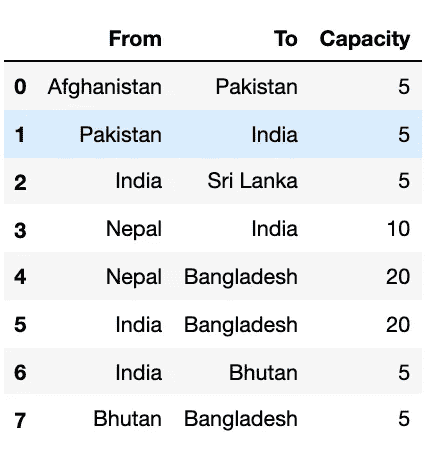 From To Capacity
0 Afghanistan Pakistan 5
1 Pakistan India 5
2 India Sri Lanka 5
3 Nepal India 10
4 Nepal Bangladesh 20
5 India Bangladesh 20
6 India Bhutan 5
7 Bhutan Bangladesh 5